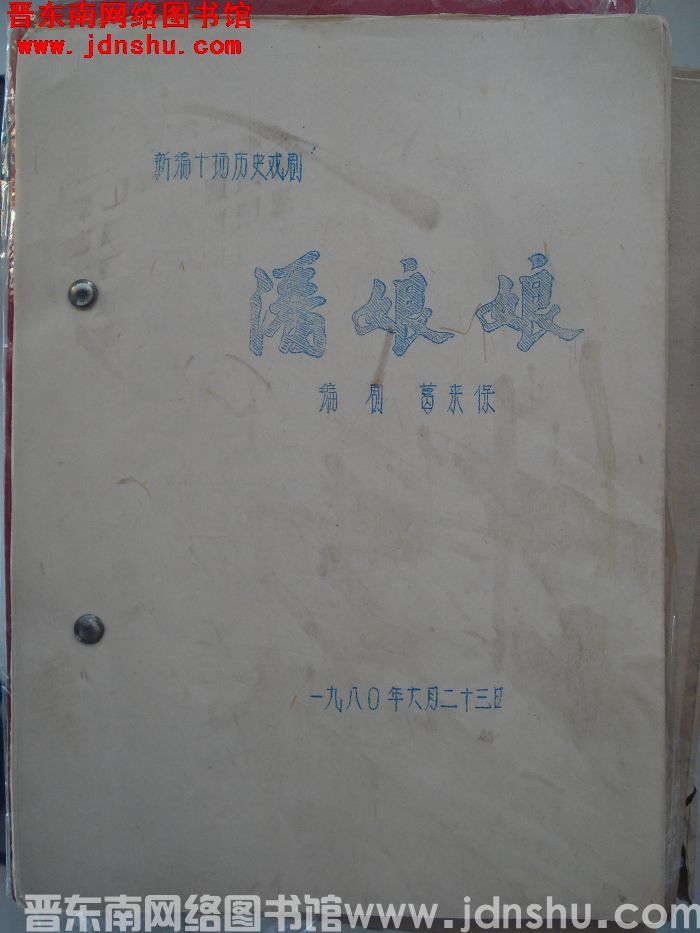 晋东南网络图书馆
www.jdnshu.com
新编十场历史戏剧
潘娘娘
编 剧 葛来保
一九八〇年六月二十三日
晋东南网络图书馆www.jdnshu.com